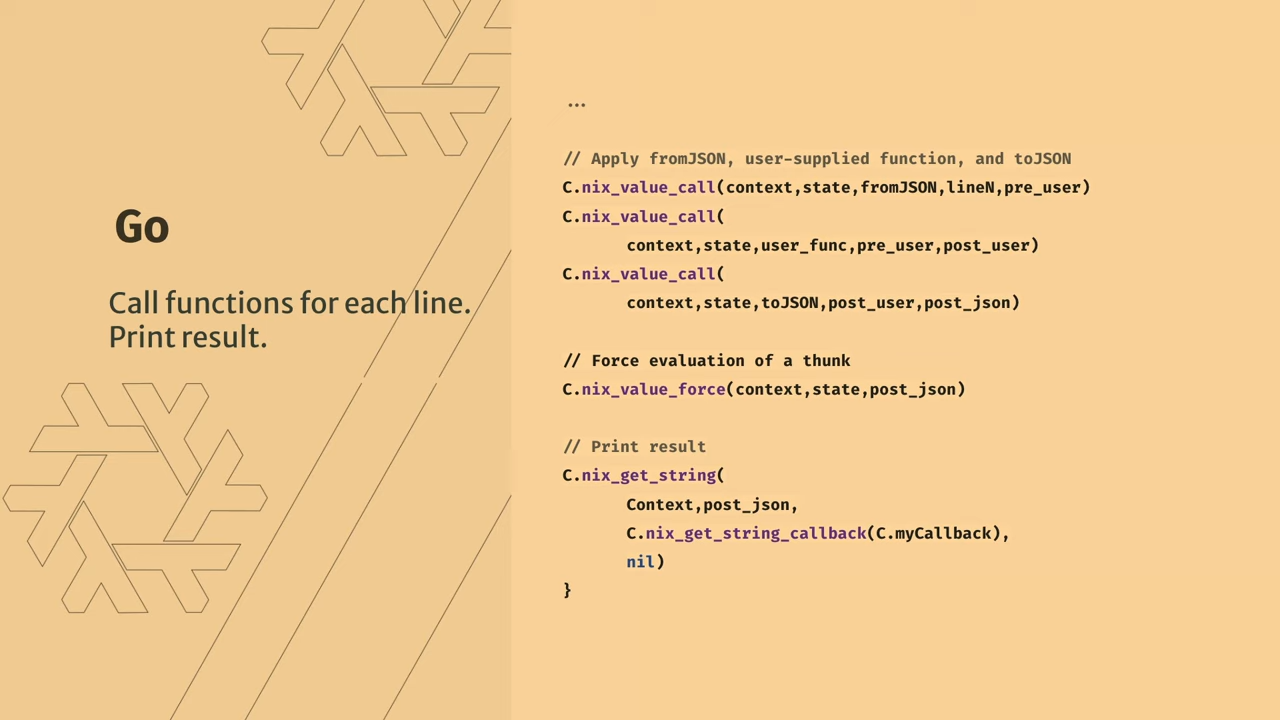 Go
Call functions for each line.
Print result.
...
// Apply fromJSON, user-supplied function, and toJSON
C.nix_value_call(context,state,fromJSON,lineN,pre_user)
C.nix_value_call(
context,state,user_func,pre_user,post_user)
C.nix_value_call(
context,state,toJSON,post_user,post_json)
// Force evaluation of a thunk
C.nix_value_force(context,state,post_json)
// Print result
C.nix_get_string(
Context,post_json,
C.nix_get_string_callback(C.myCallback),
nil)
}